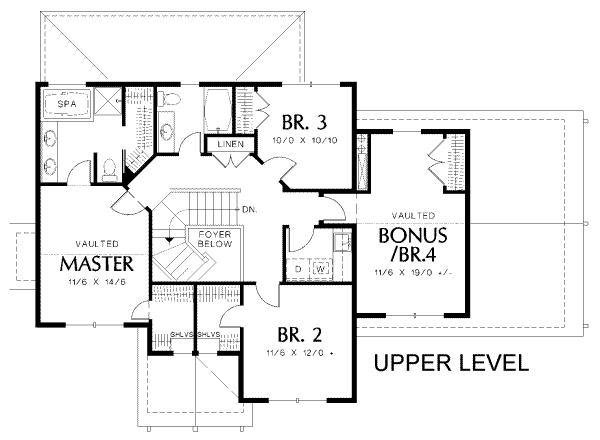 SPA
BR. 3
10/0 X 10/10
LINEN
DN.
FOYER
BELOW
VAULTED
MASTER
11/6 X 14/6
VAULTED
BONUS
/BR.4
11/6 X 19/0 +/-
D W
SHLVS
SHLVS
BR. 2
11/6 X 12/0 +
UPPER LEVEL